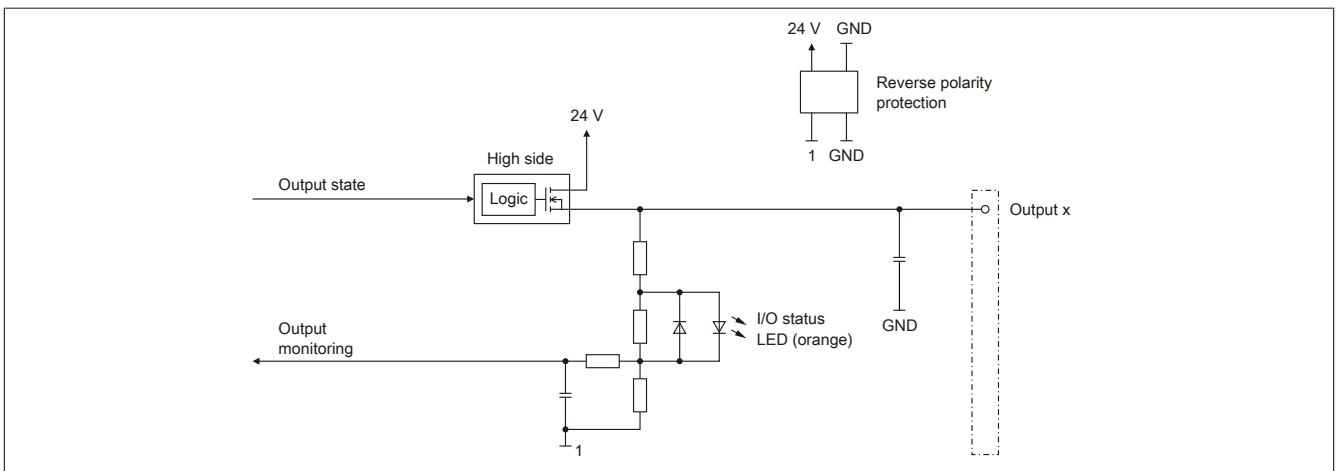 24 V GND
Reverse polarity
protection
1 GND
24 V
High side
Output state
Logic
Output x
I/O status
LED (orange)
GND
Output
monitoring
1